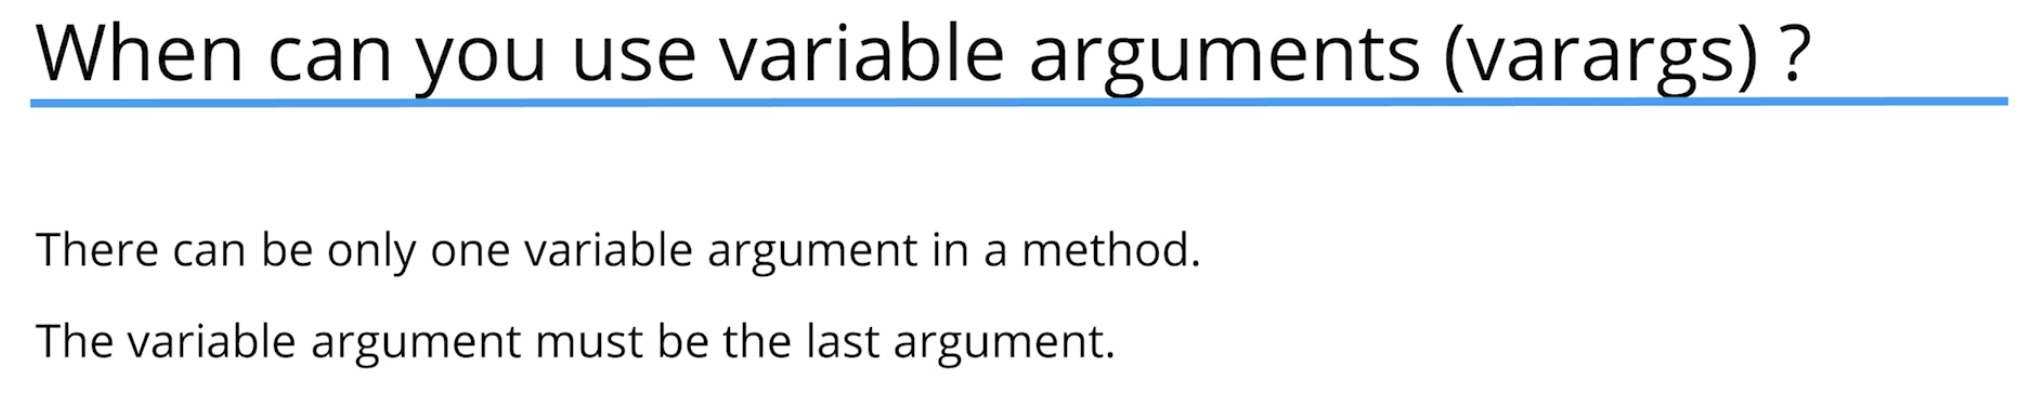 When can you use variable arguments (varargs) ?
There can be only one variable argument in a method.
The variable argument must be the last argument.